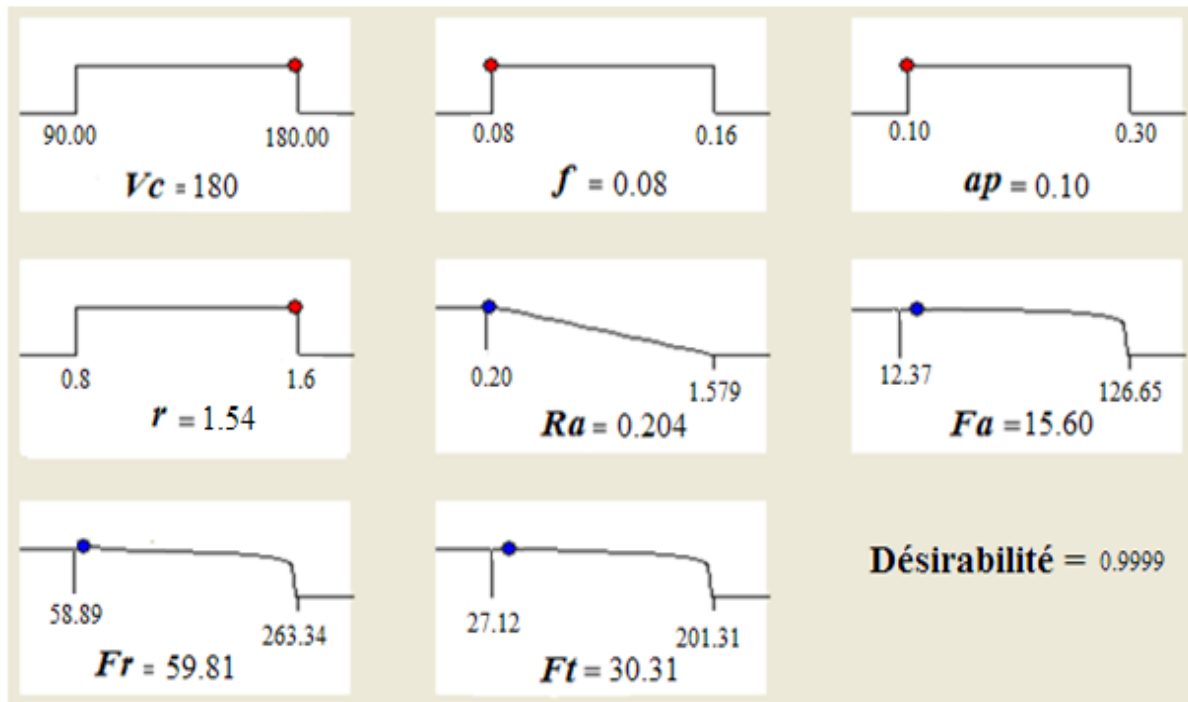 90.00 180.00
Vc = 180
0.08 0.16
f = 0.08
0.10 0.30
ap = 0.10
0.8 1.6
r = 1.54
0.20 1.579
Ra = 0.204
12.37 126.65
Fa =15.60
58.89 263.34
Fr = 59.81
27.12 201.31
Ft = 30.31
Désirabilité = 0.9999